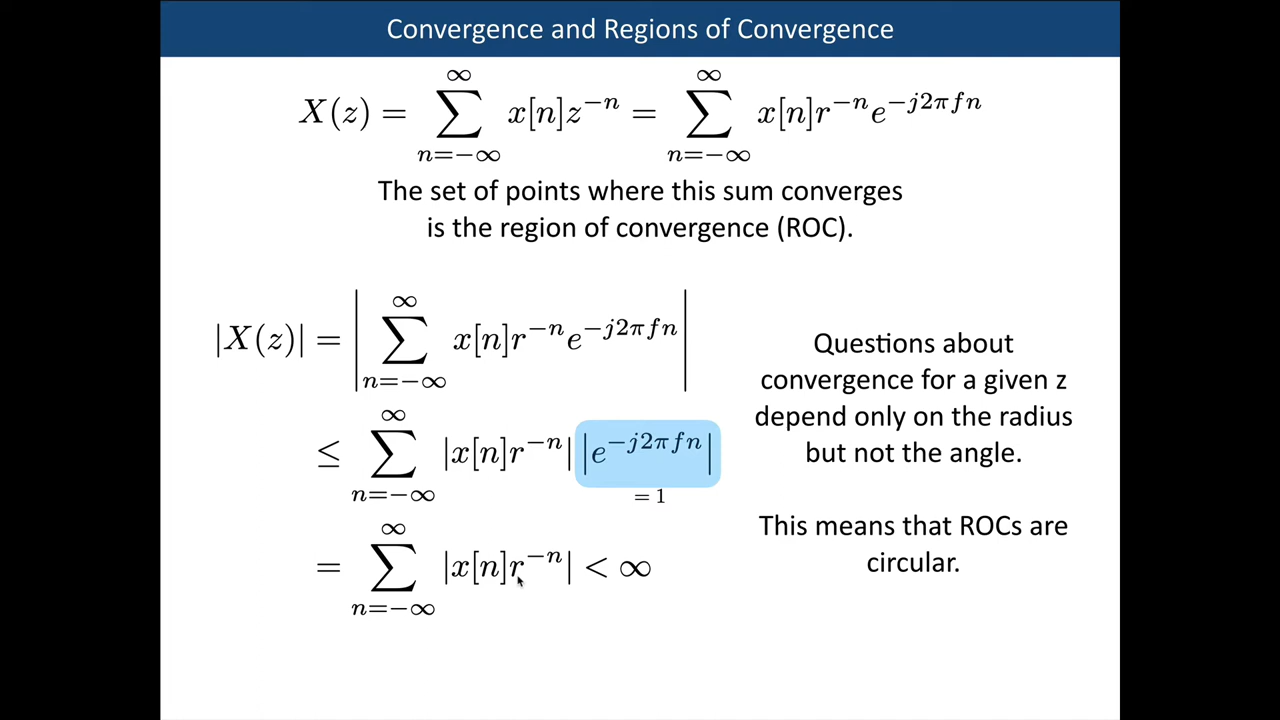 Convergence and Regions of Convergence
X(z) = ∑_{n=−∞}^{∞} x[n]z^{−n} = ∑_{n=−∞}^{∞} x[n]r^{−n}e^{−j2πfn}
The set of points where this sum converges
is the region of convergence (ROC).
|X(z)| = |∑_{n=−∞}^{∞} x[n]r^{−n}e^{−j2πfn}|
≤ ∑_{n=−∞}^{∞} |x[n]r^{−n}| |e^{−j2πfn}|
= 1
= ∑_{n=−∞}^{∞} |x[n]r^{−n}| < ∞
Questions about
convergence for a given z
depend only on the radius
but not the angle.
This means that ROCs are
circular.